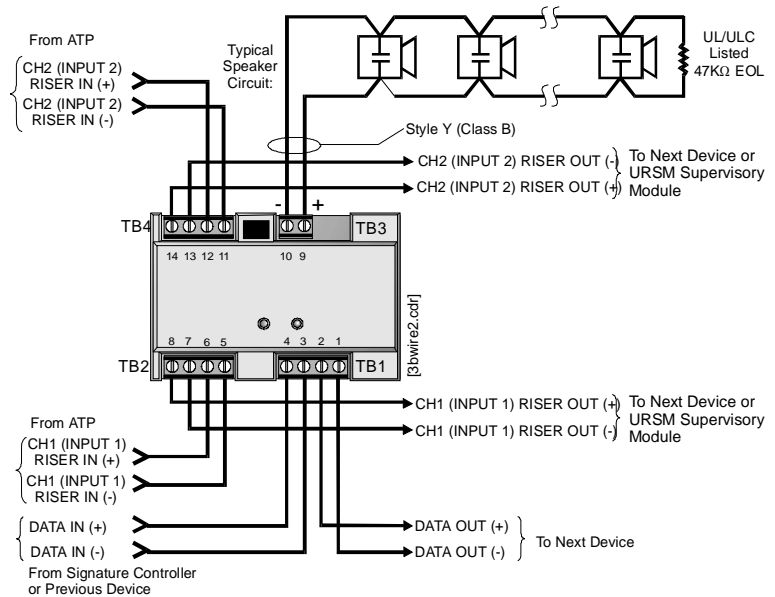 From ATP
CH2 (INPUT 2)
RISER IN (+)
CH2 (INPUT 2)
RISER IN (-)
Typical
Speaker
Circuit:
UL/ULC
Listed
47KΩ EOL
Style Y (Class B)
CH2 (INPUT 2) RISER OUT (-)
CH2 (INPUT 2) RISER OUT (+)
To Next Device or
URSM Supervisory
Module
- +
TB4
TB3
14 13 12 11
10 9
[3bwire2.cdr]
8 7 6 5
4 3 2 1
TB2
TB1
CH1 (INPUT 1) RISER OUT (+)
CH1 (INPUT 1) RISER OUT (-)
To Next Device or
URSM Supervisory
Module
From ATP
CH1 (INPUT 1)
RISER IN (+)
CH1 (INPUT 1)
RISER IN (-)
DATA IN (+)
DATA IN (-)
From Signature Controller
or Previous Device
DATA OUT (+)
DATA OUT (-)
To Next Device